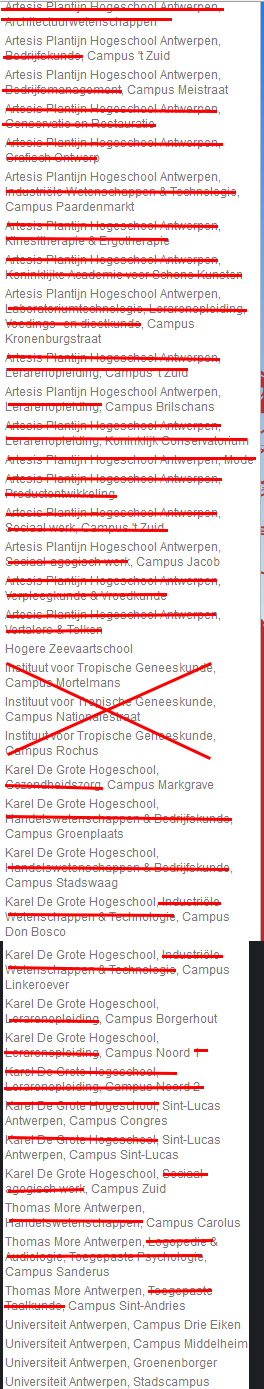 Artesis Plantijn Hogeschool Antwerpen,
Architectuurwetenschappen
Artesis Plantijn Hogeschool Antwerpen,
Bedrijfskunde, Campus 't Zuid
Artesis Plantijn Hogeschool Antwerpen,
Bedrijfsmanagement, Campus Meistraat
Artesis Plantijn Hogeschool Antwerpen,
Conservatie en Restauratie
Artesis Plantijn Hogeschool Antwerpen,
Grafisch Ontwerp
Artesis Plantijn Hogeschool Antwerpen,
Industriële Wetenschappen & Technologie,
Campus Paardenmarkt
Artesis Plantijn Hogeschool Antwerpen,
Kinesitherapie & Ergotherapie
Artesis Plantijn Hogeschool Antwerpen,
Koninklijke Academie voor Schone Kunsten
Artesis Plantijn Hogeschool Antwerpen,
Laboratoriumtechnologie, Lerarenopleiding,
Voedings- en dieetkunde, Campus
Kronenburgstraat
Artesis Plantijn Hogeschool Antwerpen,
Lerarenopleiding, Campus 't Zuid
Artesis Plantijn Hogeschool Antwerpen,
Lerarenopleiding, Campus Brilschans
Artesis Plantijn Hogeschool Antwerpen,
Lerarenopleiding, Koninklijk Conservatorium
Artesis Plantijn Hogeschool Antwerpen, Mode
Artesis Plantijn Hogeschool Antwerpen,
Productontwikkeling
Artesis Plantijn Hogeschool Antwerpen,
Sociaal werk, Campus 't Zuid
Artesis Plantijn Hogeschool Antwerpen,
Sociaal-agogisch werk, Campus Jacob
Artesis Plantijn Hogeschool Antwerpen,
Verpleegkunde & Vroedkunde
Artesis Plantijn Hogeschool Antwerpen,
Vertalers & Tolken
Hogere Zeevaartschool
Instituut voor Tropische Geneeskunde,
Campus Mortelmans
Instituut voor Tropische Geneeskunde,
Campus Nationalestraat
Instituut voor Tropische Geneeskunde,
Campus Rochus
Karel De Grote Hogeschool,
Gezondheidszorg, Campus Markgrave
Karel De Grote Hogeschool,
Handelswetenschappen & Bedrijfskunde,
Campus Groenplaats
Karel De Grote Hogeschool,
Handelswetenschappen & Bedrijfskunde,
Campus Stadswaag
Karel De Grote Hogeschool, Industriële
Wetenschappen & Technologie, Campus
Don Bosco
Karel De Grote Hogeschool, Industriële
Wetenschappen & Technologie, Campus
Linkeroever
Karel De Grote Hogeschool,
Lerarenopleiding, Campus Borgerhout
Karel De Grote Hogeschool,
Lerarenopleiding, Campus Noord 1
Karel De Grote Hogeschool,
Lerarenopleiding, Campus Noord 2
Karel De Grote Hogeschool, Sint-Lucas
Antwerpen, Campus Congres
Karel De Grote Hogeschool, Sint-Lucas
Antwerpen, Campus Sint-Lucas
Karel De Grote Hogeschool, Sociaal-
agogisch werk, Campus Zuid
Thomas More Antwerpen,
Handelswetenschappen, Campus Carolus
Thomas More Antwerpen, Logopedie &
Audiologie, Toegepaste Psychologie,
Campus Sanderus
Thomas More Antwerpen, Toegepaste
Taalkunde, Campus Sint-Andries
Universiteit Antwerpen, Campus Drie Eiken
Universiteit Antwerpen, Campus Middelheim
Universiteit Antwerpen, Groenenborger
Universiteit Antwerpen, Stadscampus